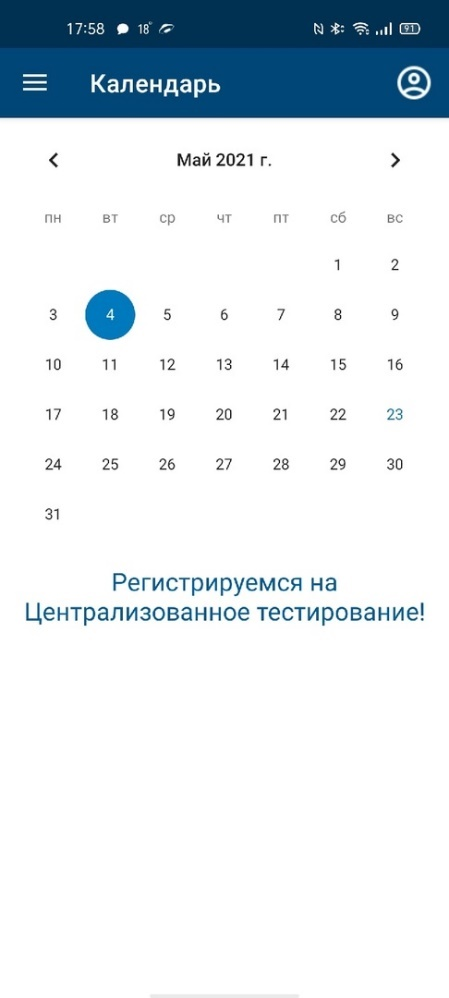 17:58 18° 91
Календарь
Май 2021 г.
пн вт ср чт пт сб вс
1 2
3 4 5 6 7 8 9
10 11 12 13 14 15 16
17 18 19 20 21 22 23
24 25 26 27 28 29 30
31
Регистрируемся на
Централизованное тестирование!